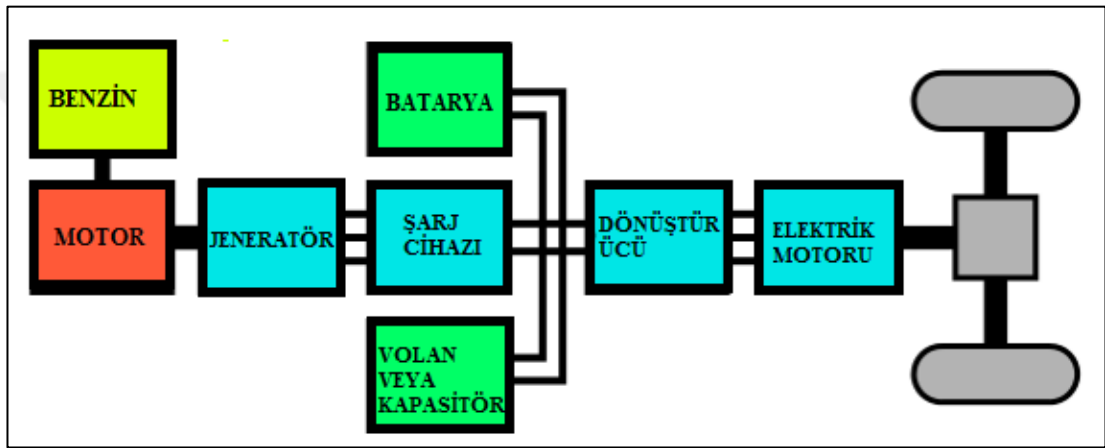 BENZİN
BATARYA
MOTOR
JENERATÖR
ŞARJ
CİHAZI
DÖNÜŞTÜR
ÜCÜ
ELEKTRİK
MOTORU
VOLAN
VEYA
KAPASİTÖR